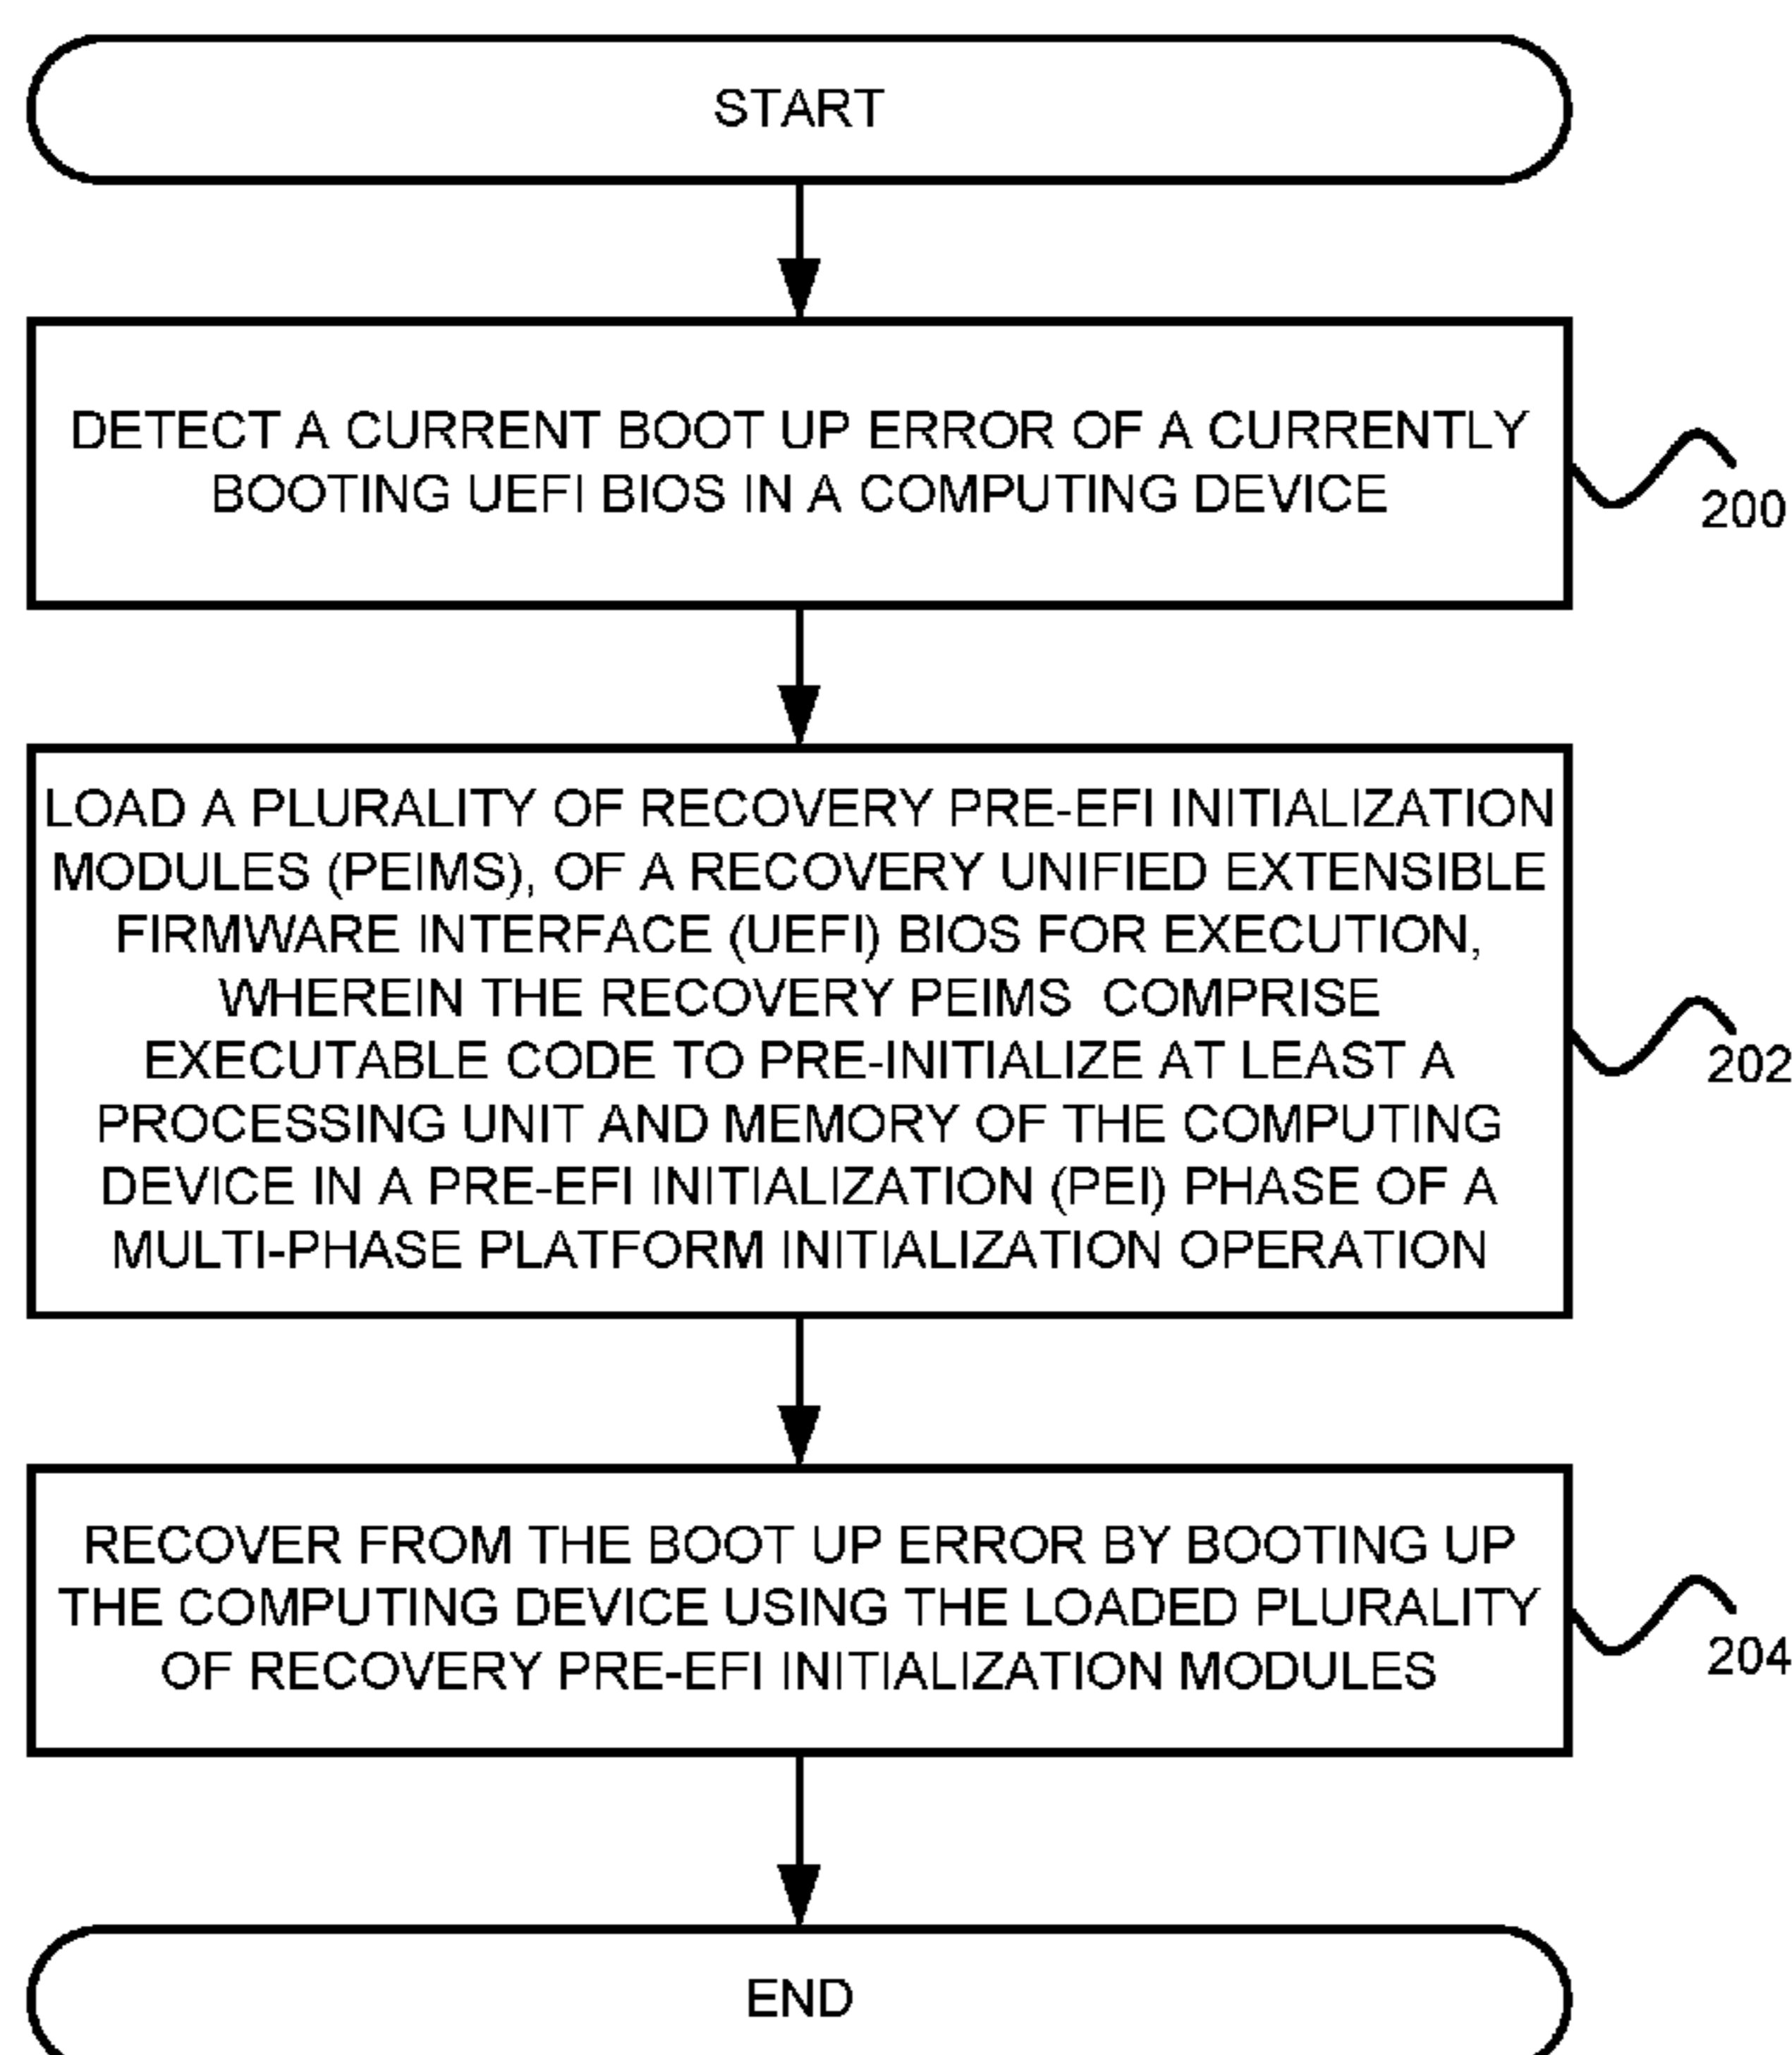 START
DETECT A CURRENT BOOT UP ERROR OF A CURRENTLY
BOOTING UEFI BIOS IN A COMPUTING DEVICE
200
LOAD A PLURALITY OF RECOVERY PRE-EFI INITIALIZATION
MODULES (PEIMS), OF A RECOVERY UNIFIED EXTENSIBLE
FIRMWARE INTERFACE (UEFI) BIOS FOR EXECUTION,
WHEREIN THE RECOVERY PEIMS COMPRISE
EXECUTABLE CODE TO PRE-INITIALIZE AT LEAST A
PROCESSING UNIT AND MEMORY OF THE COMPUTING
DEVICE IN A PRE-EFI INITIALIZATION (PEI) PHASE OF A
MULTI-PHASE PLATFORM INITIALIZATION OPERATION
202
RECOVER FROM THE BOOT UP ERROR BY BOOTING UP
THE COMPUTING DEVICE USING THE LOADED PLURALITY
OF RECOVERY PRE-EFI INITIALIZATION MODULES
204
END